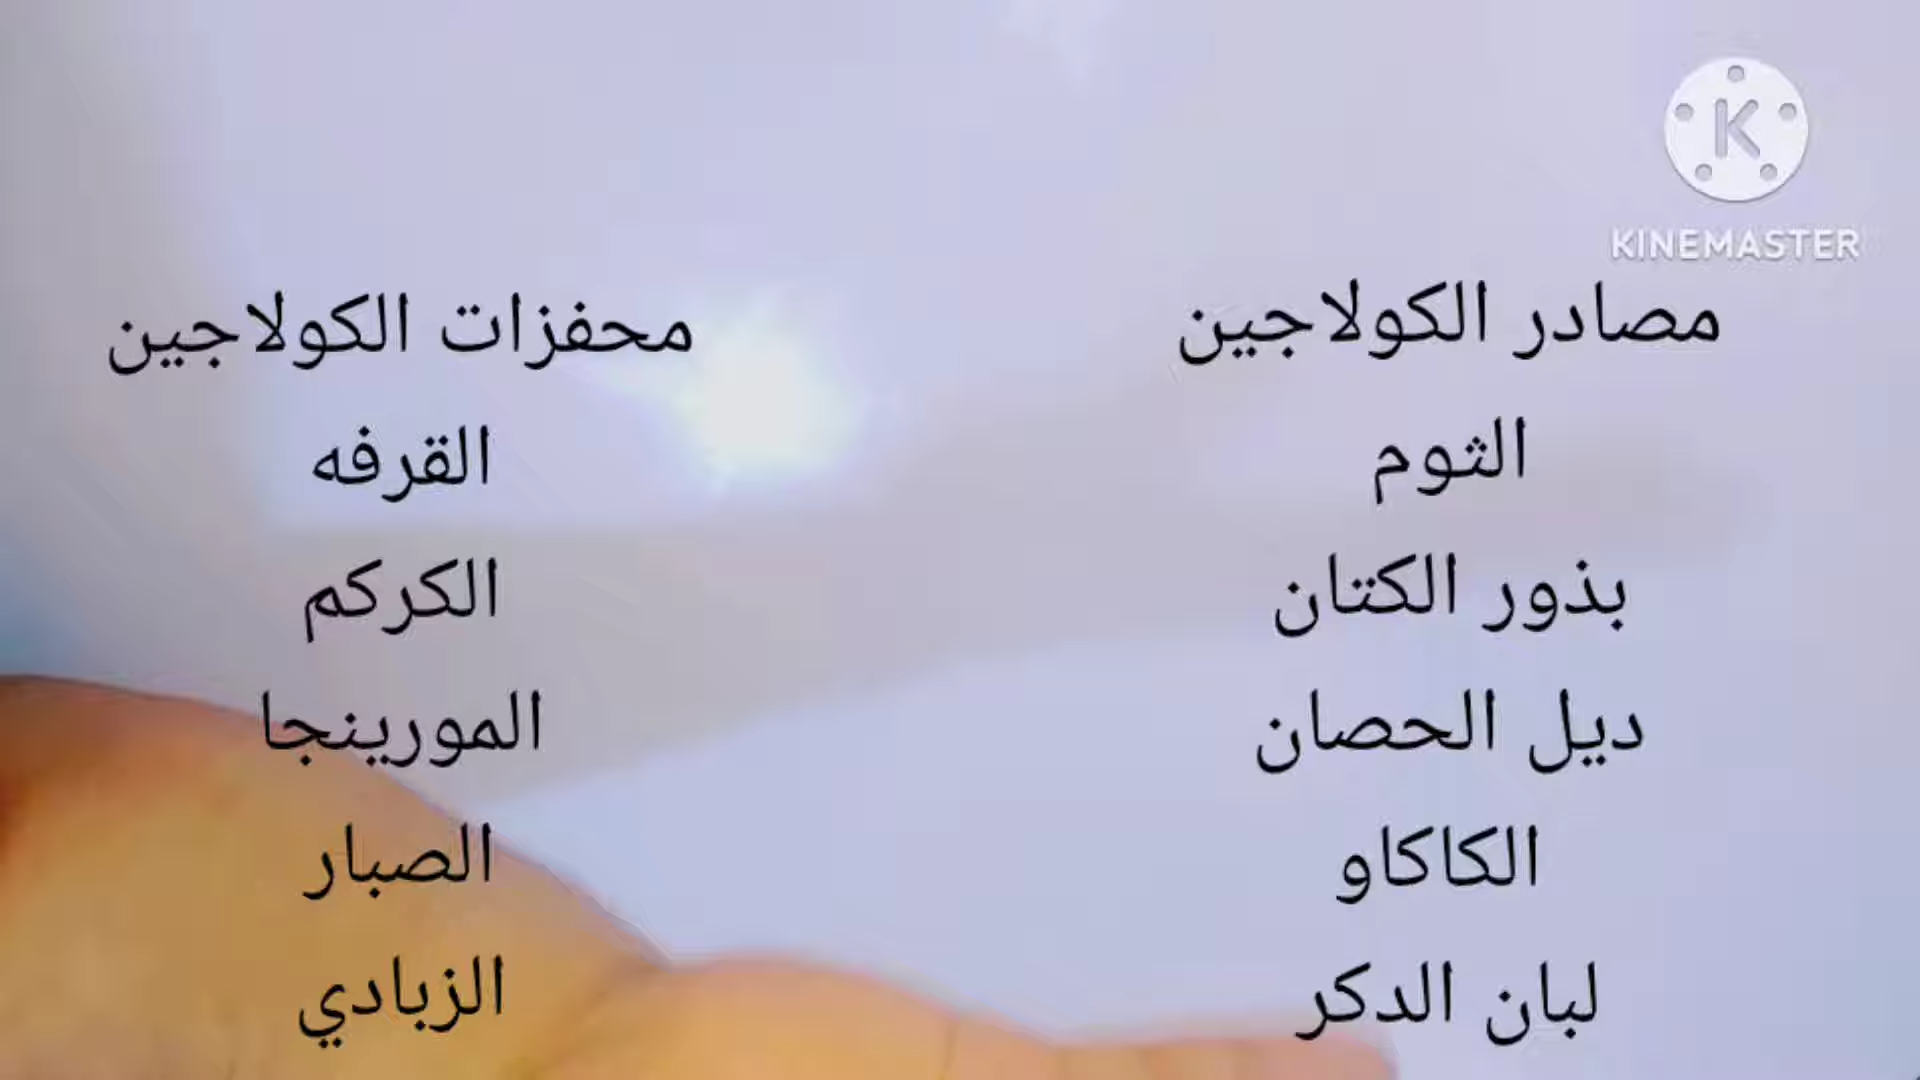 KINEMASTER
مصادر الكولاجين
الثوم
بذور الكتان
ديل الحصان
الكاكاو
لبان الدكر
محفزات الكولاجين
القرفه
الكركم
المورينجا
الصبار
الزبادي